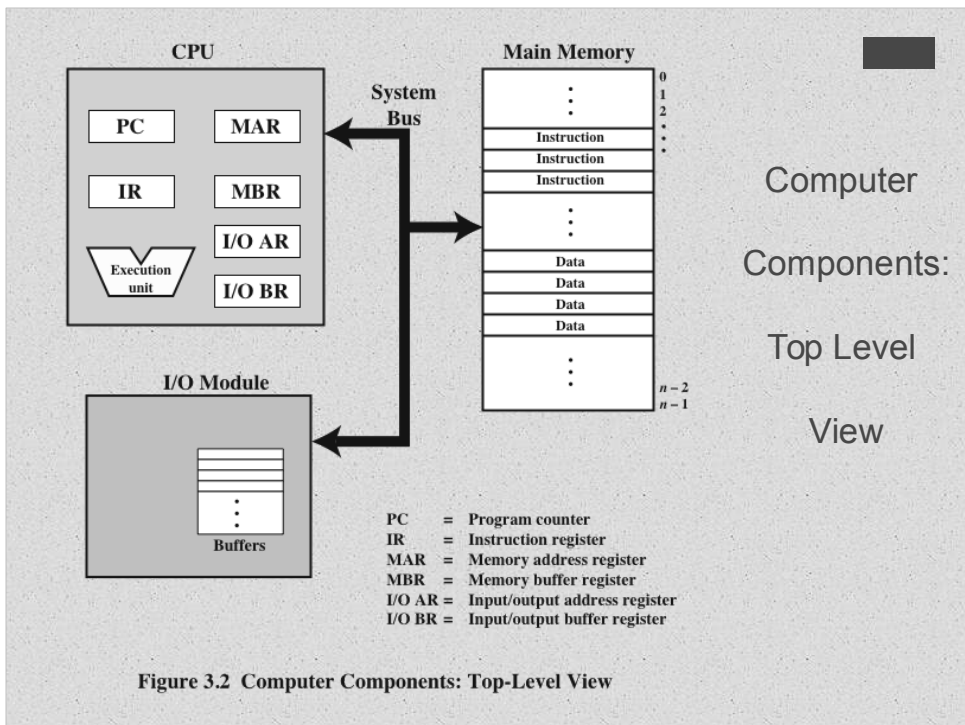 CPU
PC
MAR
IR
MBR
I/O AR
Execution
unit
I/O BR
System
Bus
Main Memory
0
1
2
Instruction
Instruction
Instruction
Data
Data
Data
Data
n – 2
n – 1
I/O Module
Buffers
PC = Program counter
IR = Instruction register
MAR = Memory address register
MBR = Memory buffer register
I/O AR = Input/output address register
I/O BR = Input/output buffer register
Figure 3.2 Computer Components: Top-Level View
Computer
Components:
Top Level
View